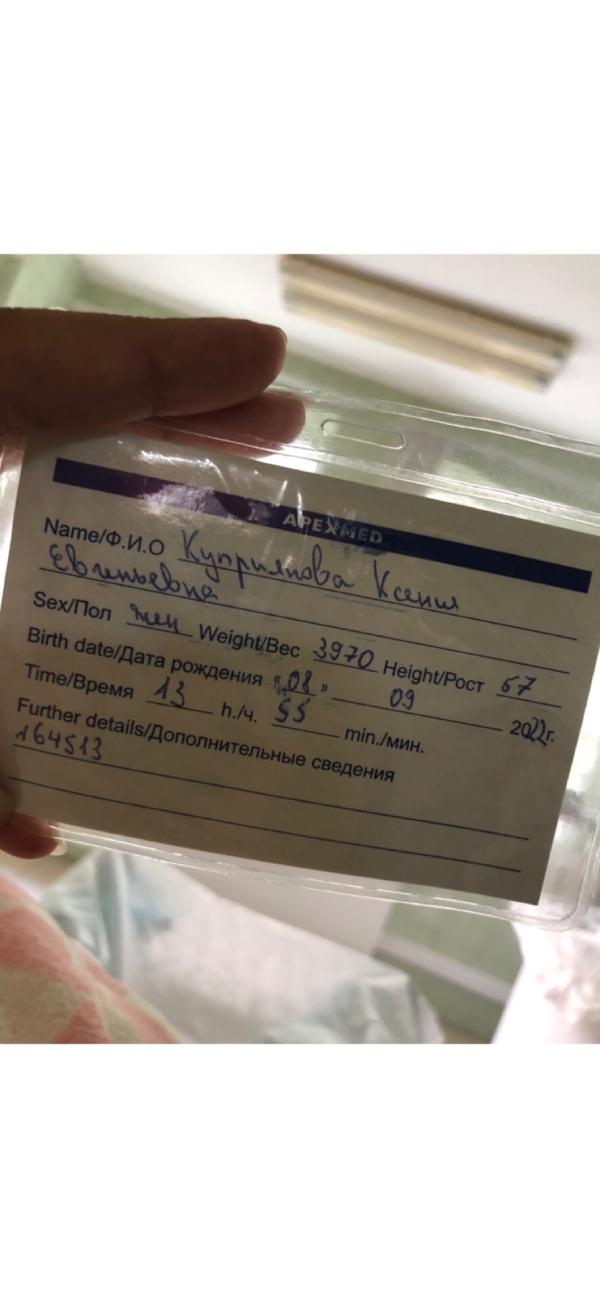 APEXMED
Name/Ф.И.О Куприянова Ксения
Евгеньевна
Sex/Пол жен Weight/Вес 3970 Height/Рост 57
Birth date/Дата рождения «08» 09 2022г.
Time/Время 13 h./ч. 55 min./мин.
Further details/Дополнительные сведения
164513